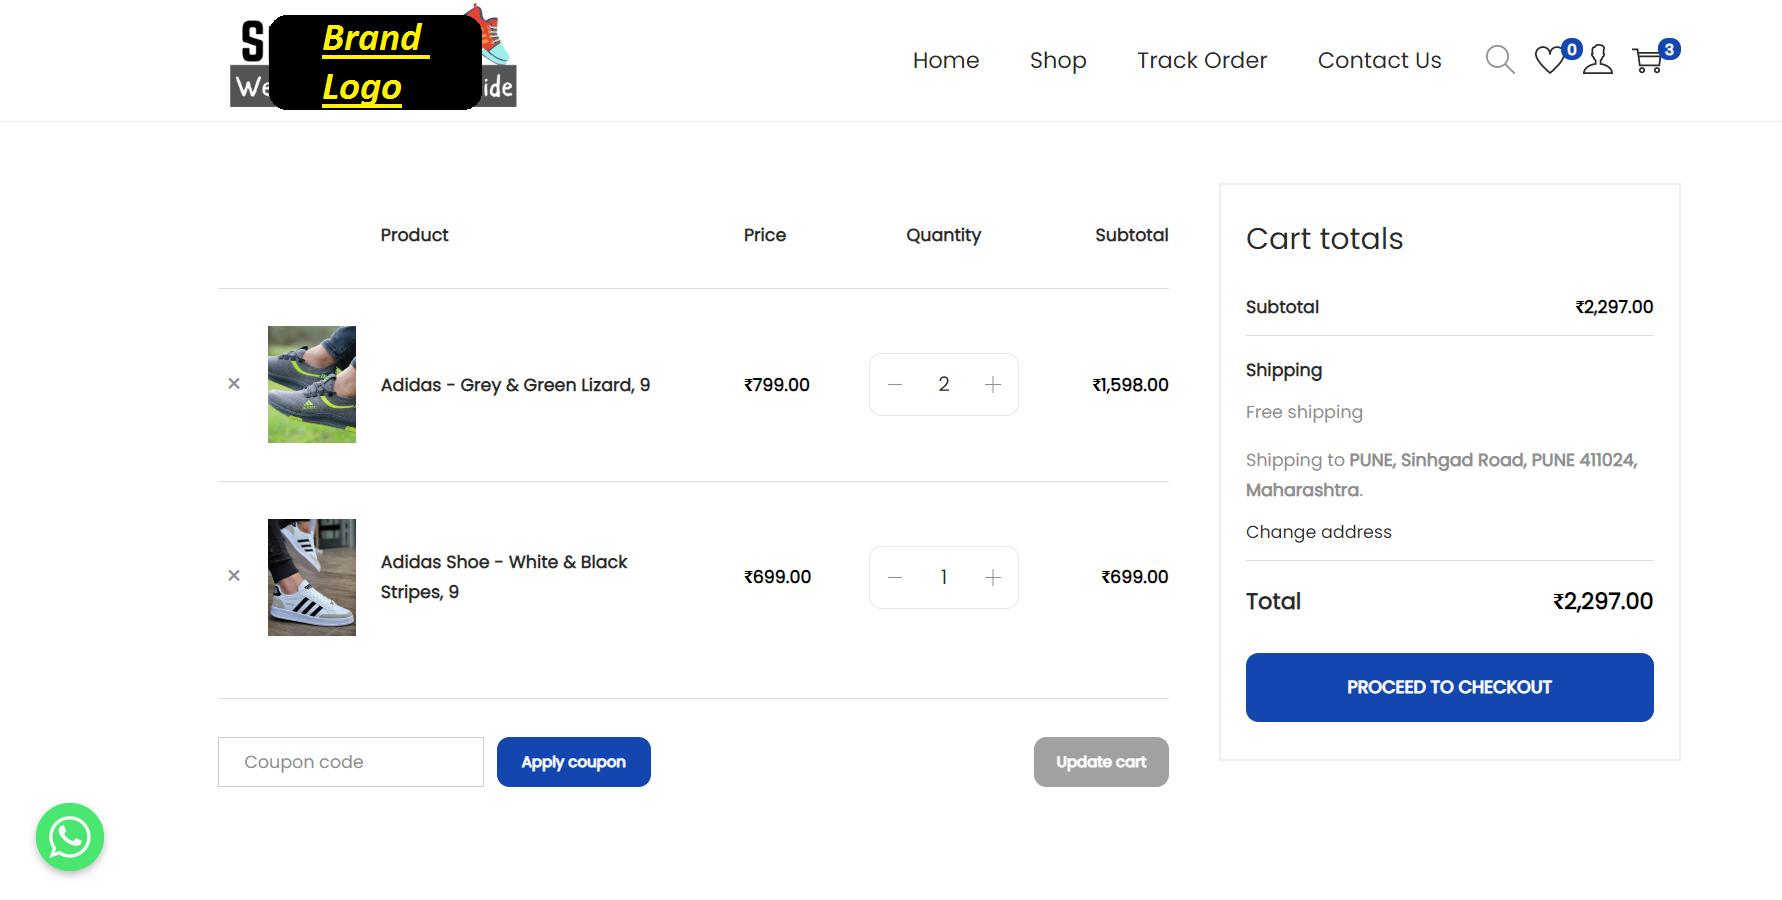 S
Brand
Logo
We
ide
Home
Shop
Track Order
Contact Us
0
3
Product
Price
Quantity
Subtotal
×
Adidas - Grey & Green Lizard, 9
₹799.00
2
₹1,598.00
×
Adidas Shoe - White & Black
Stripes, 9
₹699.00
1
₹699.00
Coupon code
Apply coupon
Update cart
Cart totals
Subtotal
₹2,297.00
Shipping
Free shipping
Shipping to PUNE, Sinhgad Road, PUNE 411024,
Maharashtra.
Change address
Total
₹2,297.00
PROCEED TO CHECKOUT